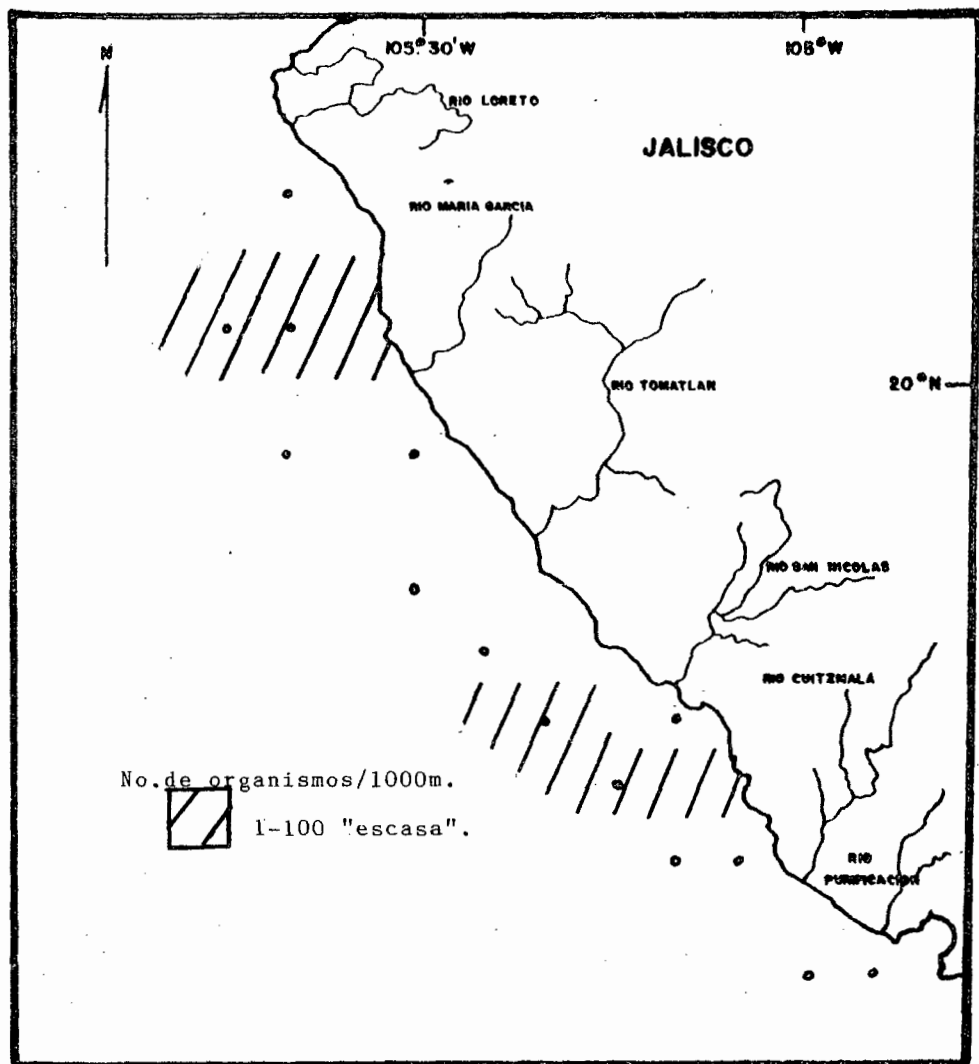 N
105°30'W
105°W
RIO LORETO
JALISCO
RIO MARIA GARCIA
RIO TOMATLAN
20°N
RIO SAN NICOLAS
RIO CUITZMALA
No.de organismos/1000m.
1-100 "escasa".
RIO
PURIFICACION